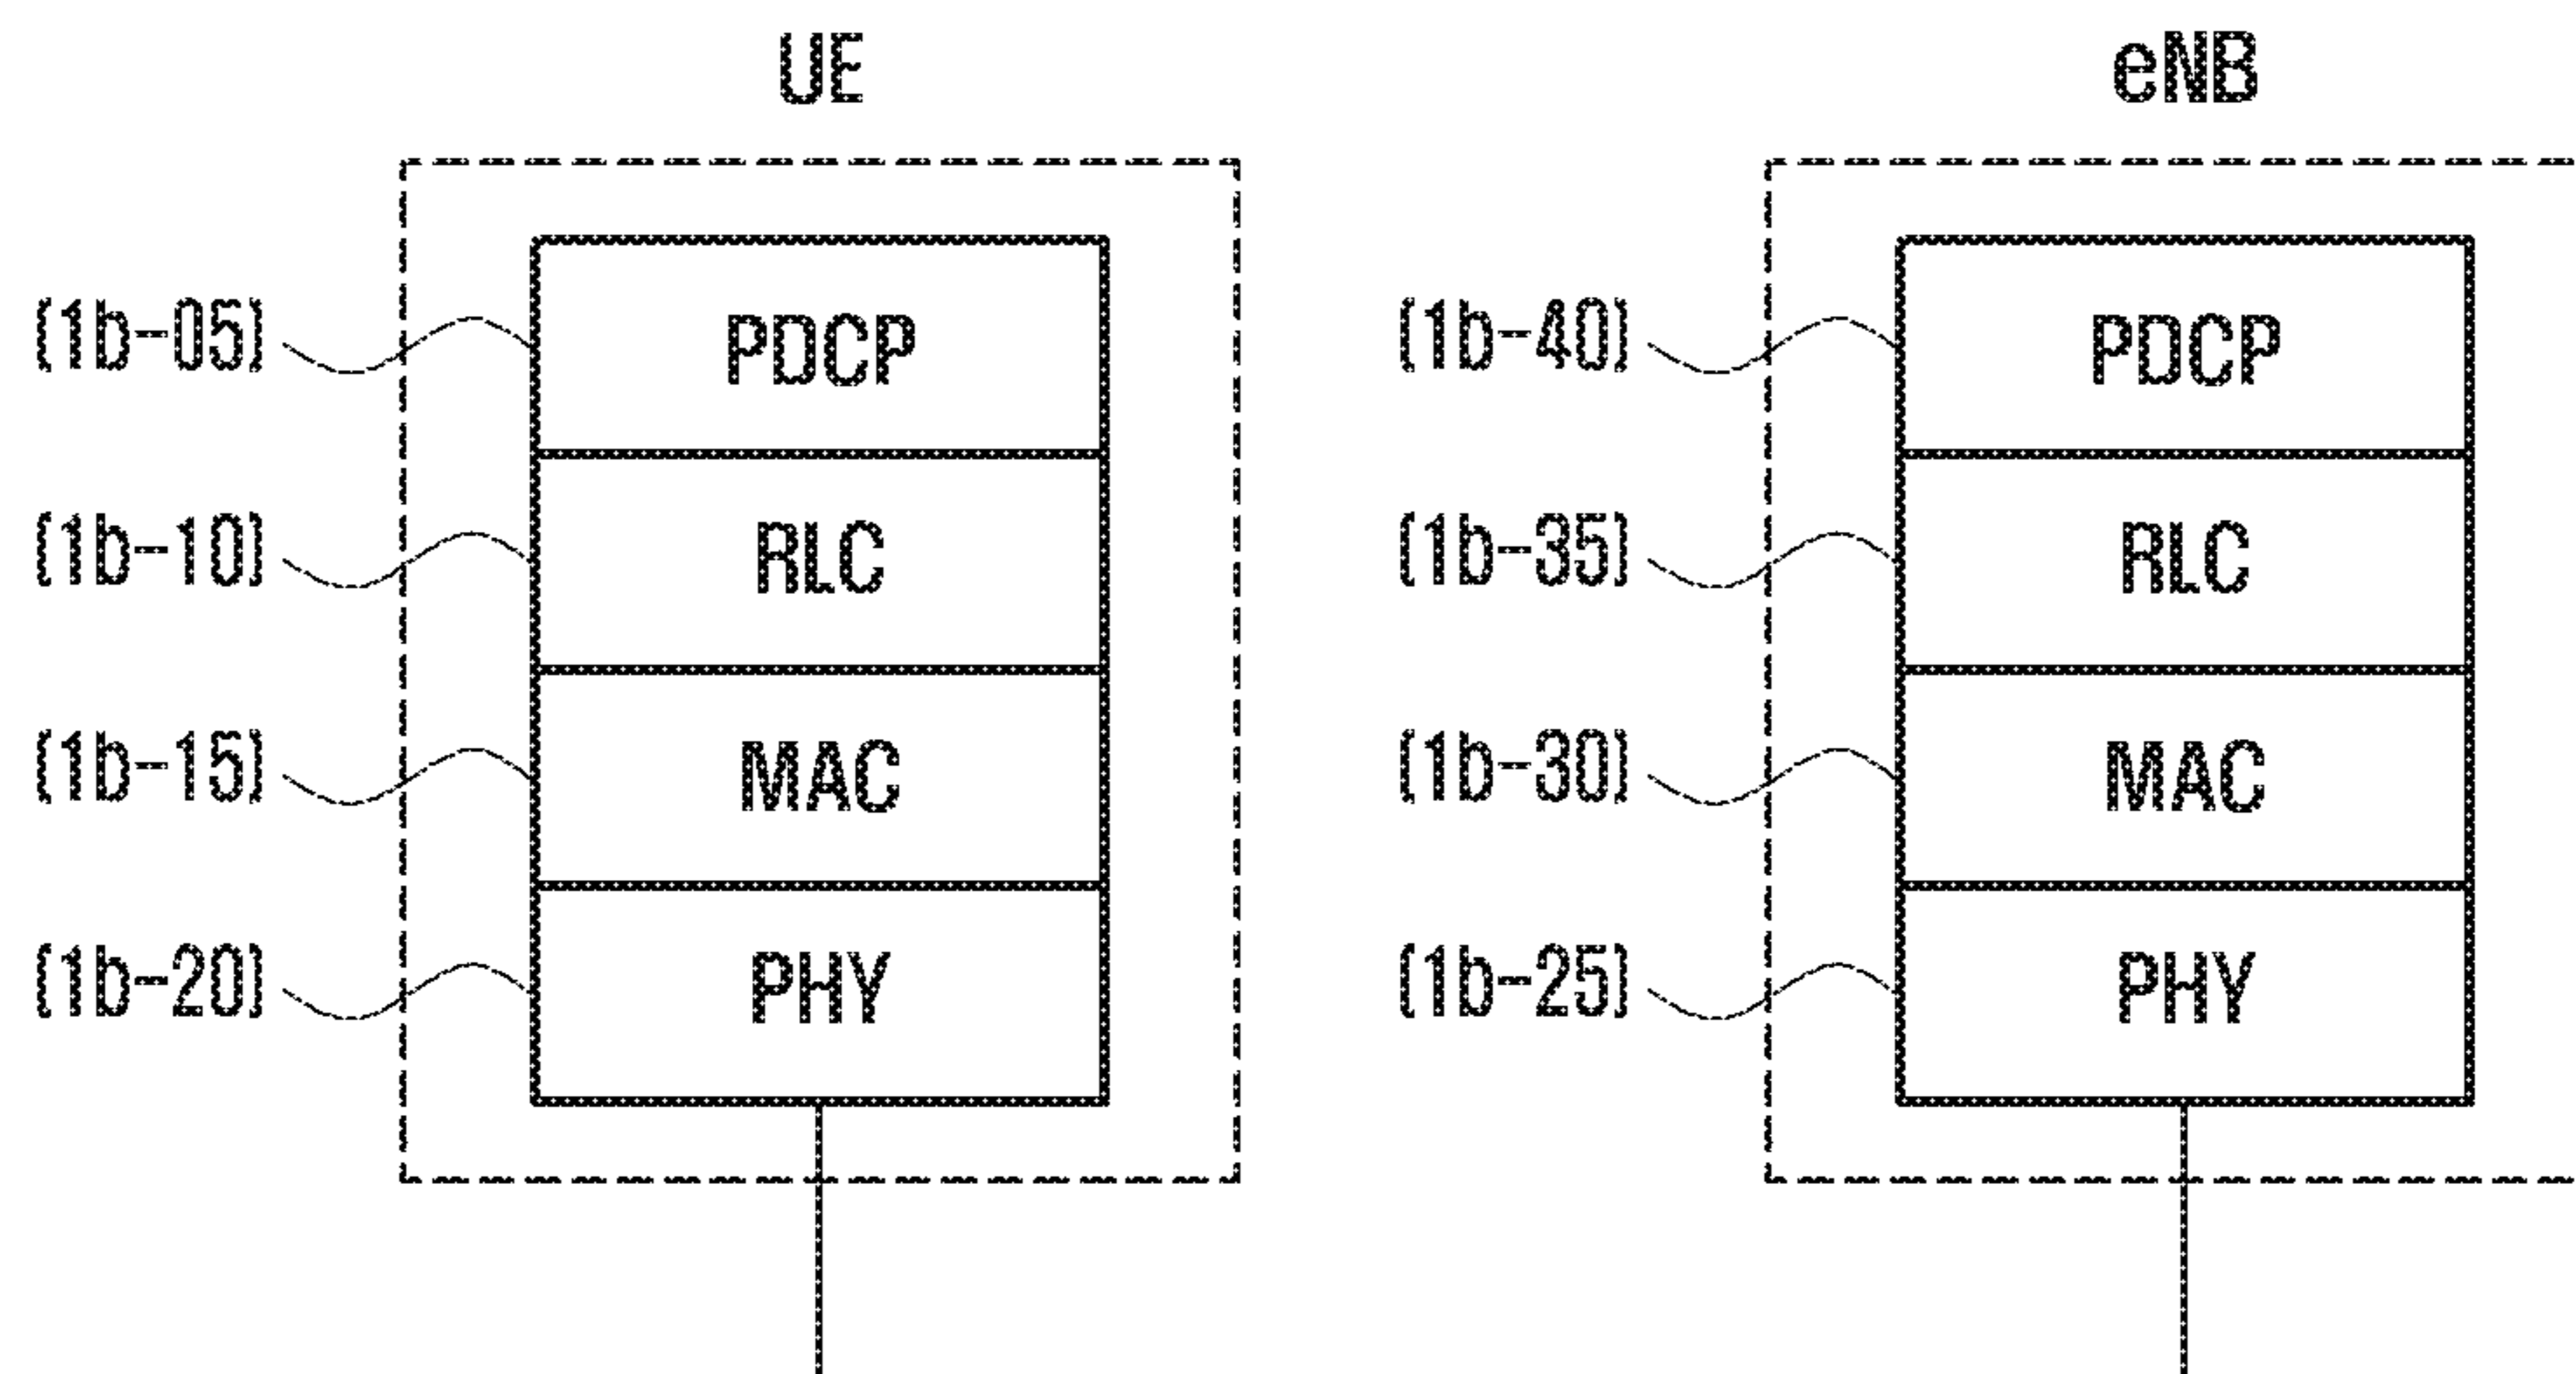 UE eNB
(1b-05) PDCP (1b-40) PDCP
(1b-10) RLC (1b-35) RLC
(1b-15) MAC (1b-30) MAC
(1b-20) PHY (1b-25) PHY